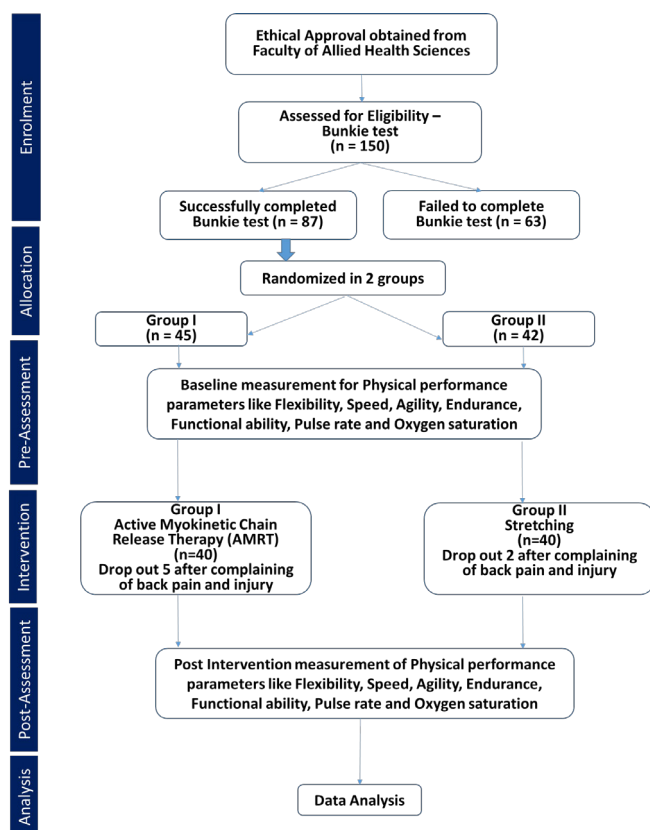 Enrolment
Ethical Approval obtained from
Faculty of Allied Health Sciences
Assessed for Eligibility –
Bunkie test
(n = 150)
Successfully completed
Bunkie test (n = 87)
Failed to complete
Bunkie test (n = 63)
Allocation
Randomized in 2 groups
Group I
(n = 45)
Group II
(n = 42)
Pre-Assessment
Baseline measurement for Physical performance
parameters like Flexibility, Speed, Agility, Endurance,
Functional ability, Pulse rate and Oxygen saturation
Intervention
Group I
Active Myokinetic Chain
Release Therapy (AMRT)
(n=40)
Drop out 5 after complaining
of back pain and injury
Group II
Stretching
(n=40)
Drop out 2 after complaining
of back pain and injury
Post-Assessment
Post Intervention measurement of Physical performance
parameters like Flexibility, Speed, Agility, Endurance,
Functional ability, Pulse rate and Oxygen saturation
Analysis
Data Analysis